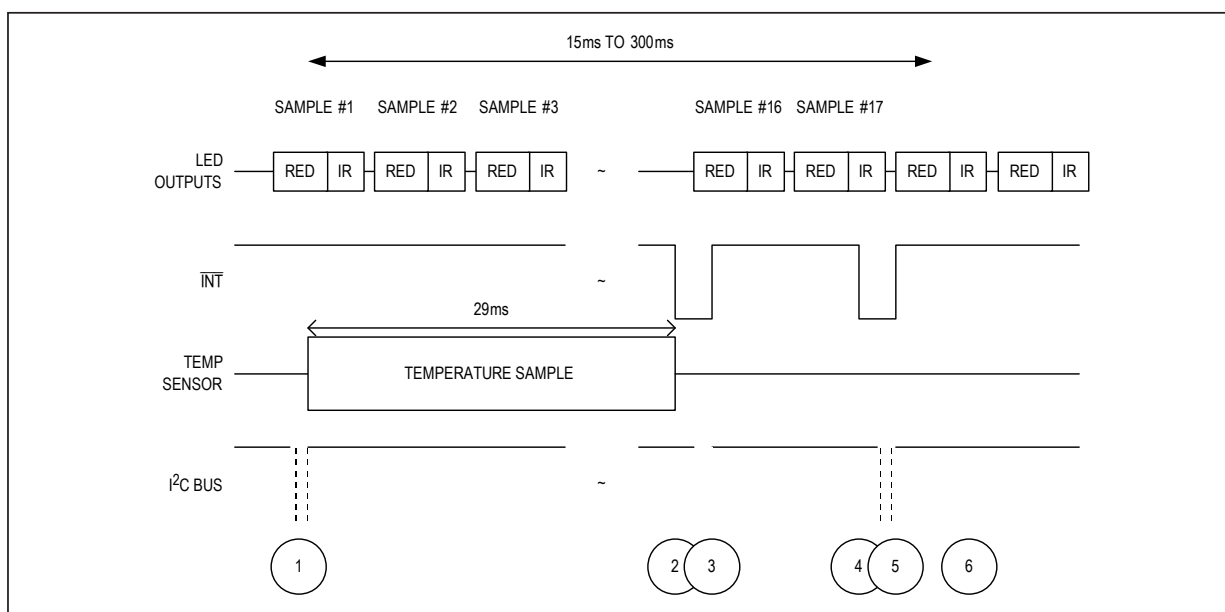 15ms TO 300ms
SAMPLE #1 SAMPLE #2 SAMPLE #3 SAMPLE #16 SAMPLE #17
LED
OUTPUTS
RED IR RED IR RED IR ~ RED IR RED IR RED IR RED IR
INT
~
29ms
TEMP
SENSOR
TEMPERATURE SAMPLE
I²C BUS
~
1 2 3 4 5 6